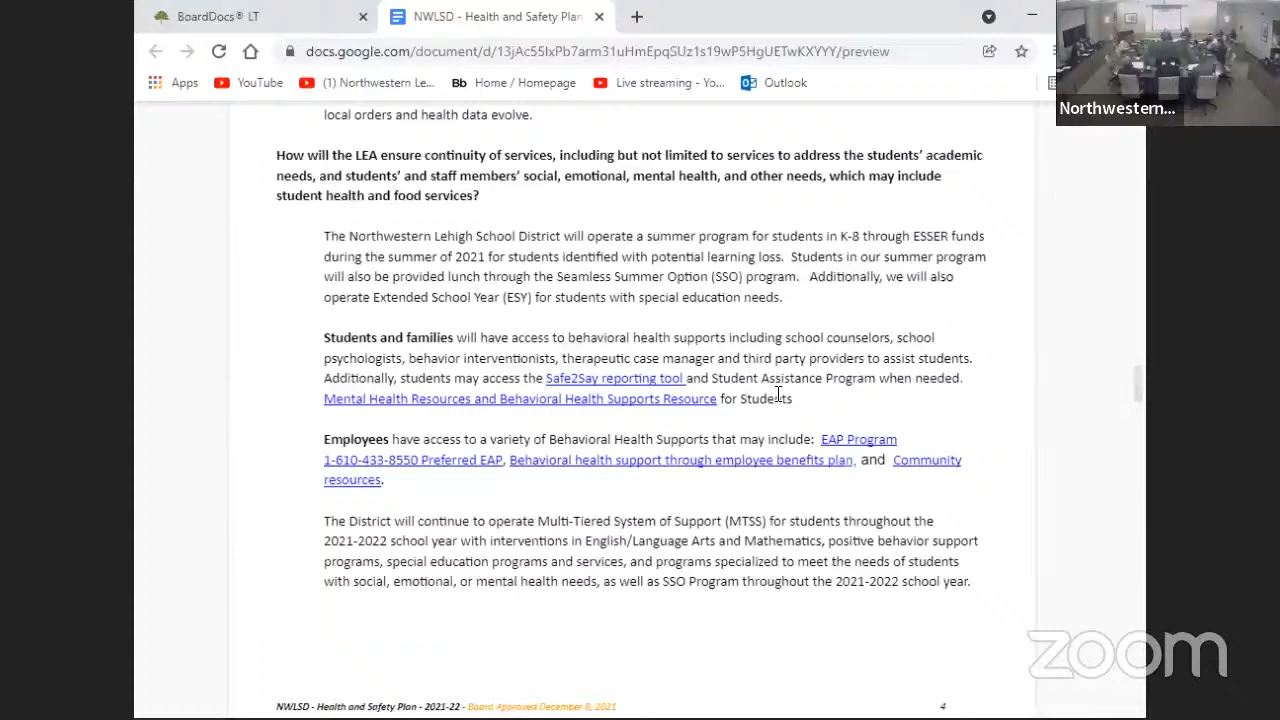 BoardDocs® LT
NWLSD - Health and Safety Plan
docs.google.com/document/d/13jAc55IxPb7arm31uHmEpqSUz1s19wP5HgUETwKXYYY/preview
Apps YouTube (1) Northwestern Le... Bb Home / Homepage Live streaming - Yo... Outlook
Northwestern...
local orders and health data evolve.
How will the LEA ensure continuity of services, including but not limited to services to address the students’ academic
needs, and students’ and staff members’ social, emotional, mental health, and other needs, which may include
student health and food services?
The Northwestern Lehigh School District will operate a summer program for students in K-8 through ESSER funds
during the summer of 2021 for students identified with potential learning loss. Students in our summer program
will also be provided lunch through the Seamless Summer Option (SSO) program. Additionally, we will also
operate Extended School Year (ESY) for students with special education needs.
Students and families will have access to behavioral health supports including school counselors, school
psychologists, behavior interventionists, therapeutic case manager and third party providers to assist students.
Additionally, students may access the Safe2Say reporting tool and Student Assistance Program when needed.
Mental Health Resources and Behavioral Health Supports Resource for Students
Employees have access to a variety of Behavioral Health Supports that may include: EAP Program
1-610-433-8550 Preferred EAP, Behavioral health support through employee benefits plan, and Community
resources.
The District will continue to operate Multi-Tiered System of Support (MTSS) for students throughout the
2021-2022 school year with interventions in English/Language Arts and Mathematics, positive behavior support
programs, special education programs and services, and programs specialized to meet the needs of students
with social, emotional, or mental health needs, as well as SSO Program throughout the 2021-2022 school year.
zoom
NWLSD - Health and Safety Plan - 2021-22 - Board Approved December 8, 2021 4